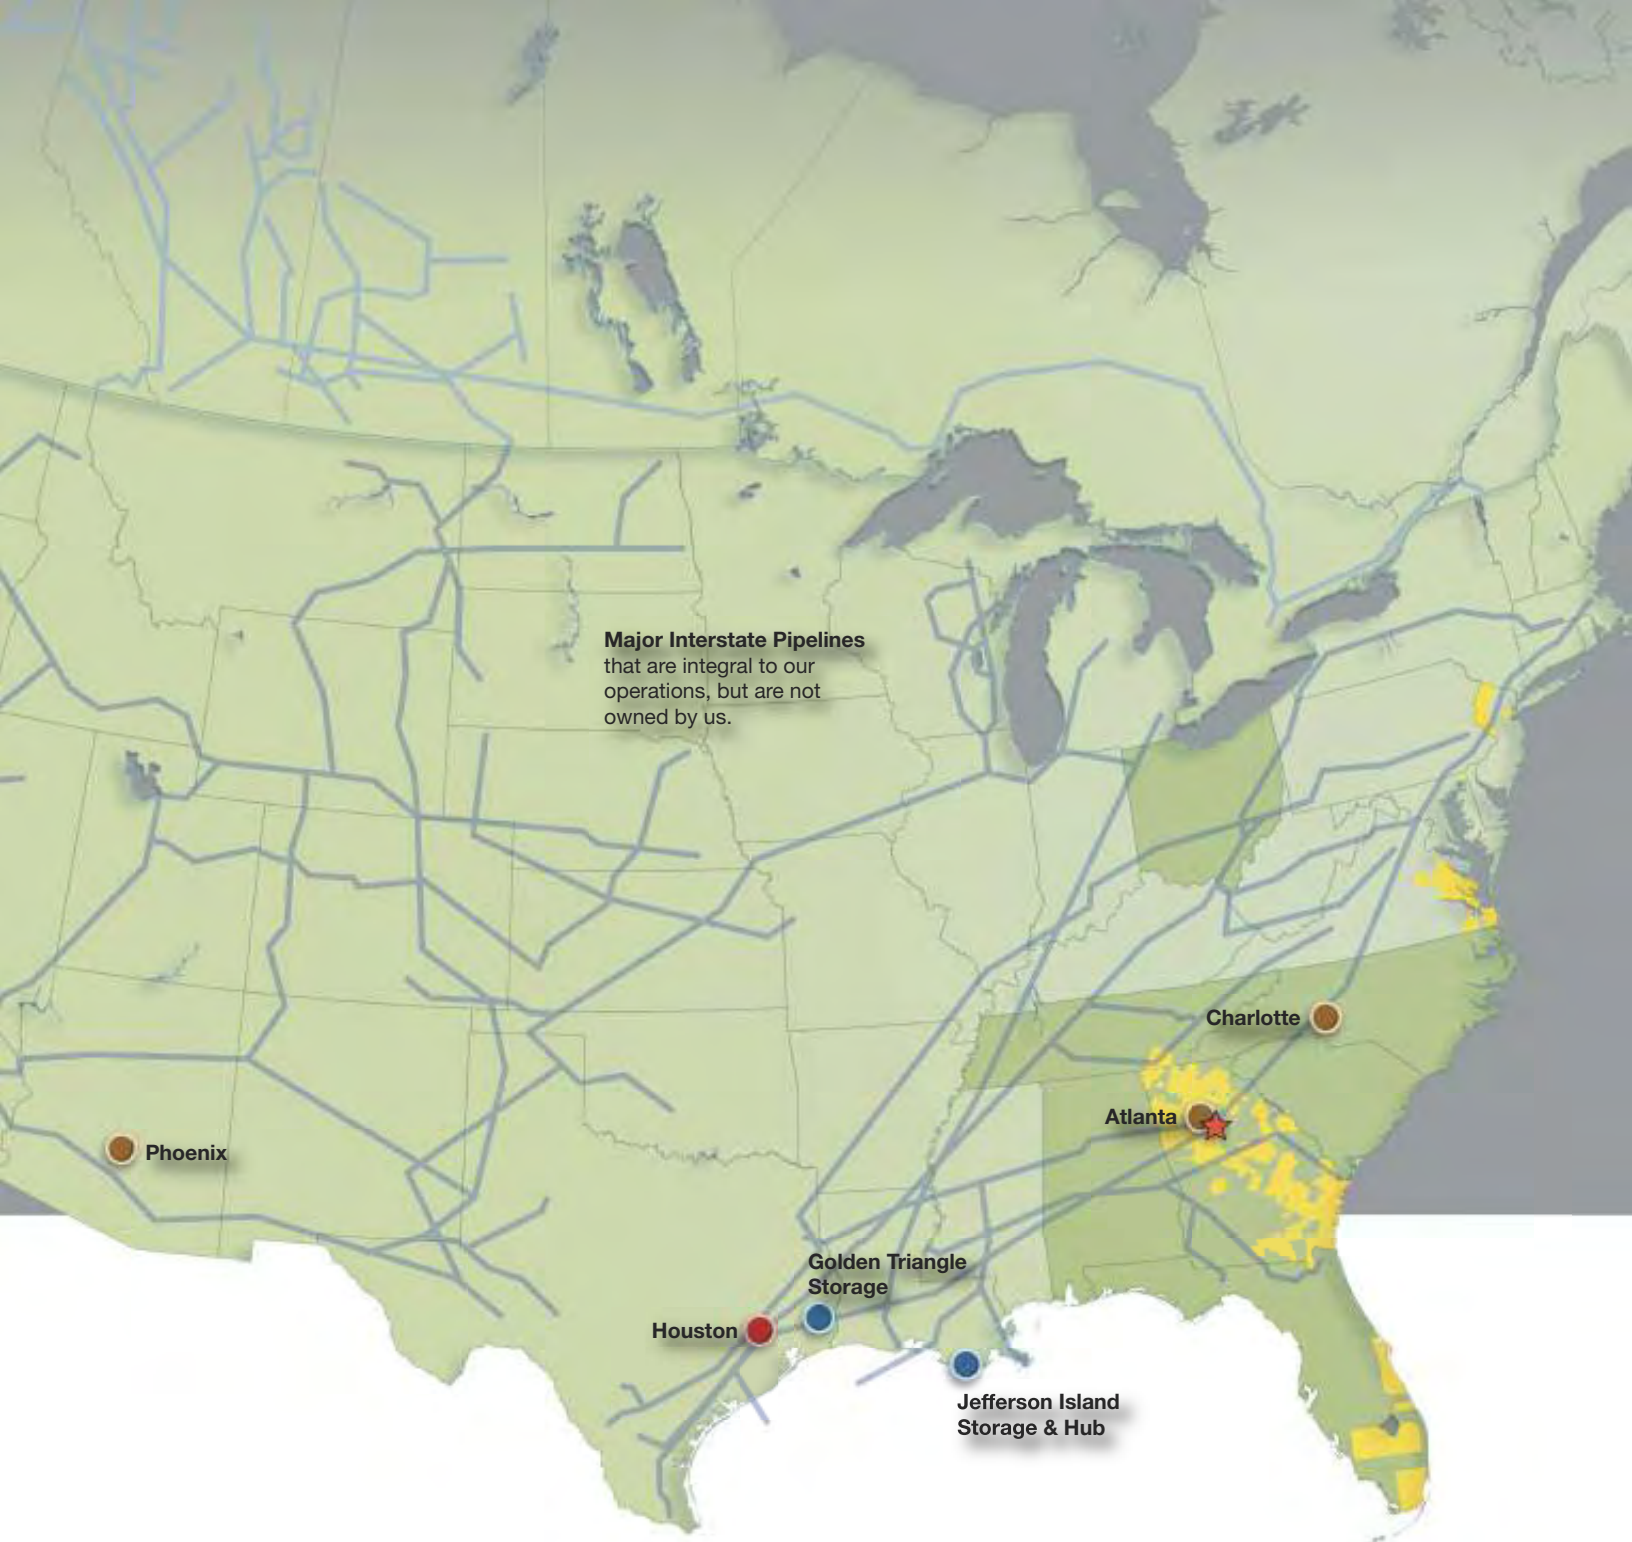 Major Interstate Pipelines
that are integral to our
operations, but are not
owned by us.
Charlotte
Atlanta
Phoenix
Golden Triangle
Storage
Houston
Jefferson Island
Storage & Hub